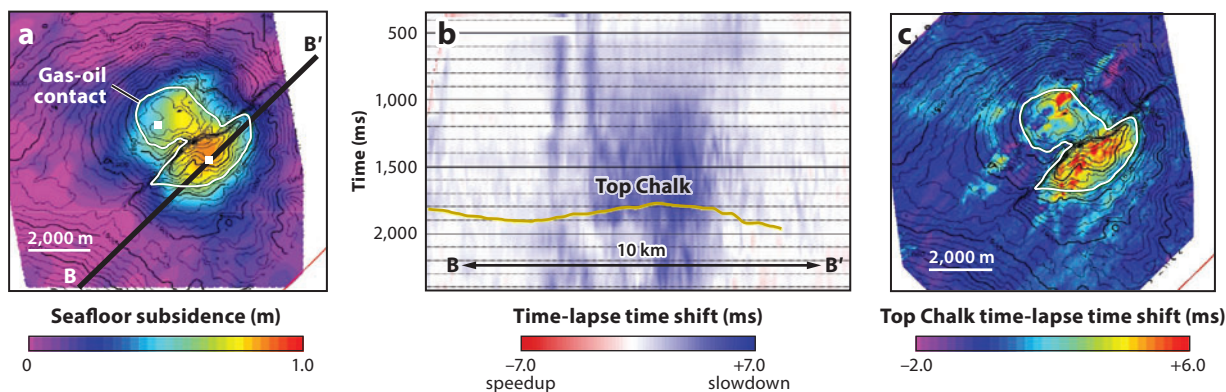 a
B'
Gas-oil
contact
2,000 m
B
Seafloor subsidence (m)
0
1.0
b
500
1,000
1,500
2,000
Time (ms)
Top Chalk
10 km
B
B'
Time-lapse time shift (ms)
–7.0
speedup
+7.0
slowdown
c
2,000 m
Top Chalk time-lapse time shift (ms)
–2.0
+6.0